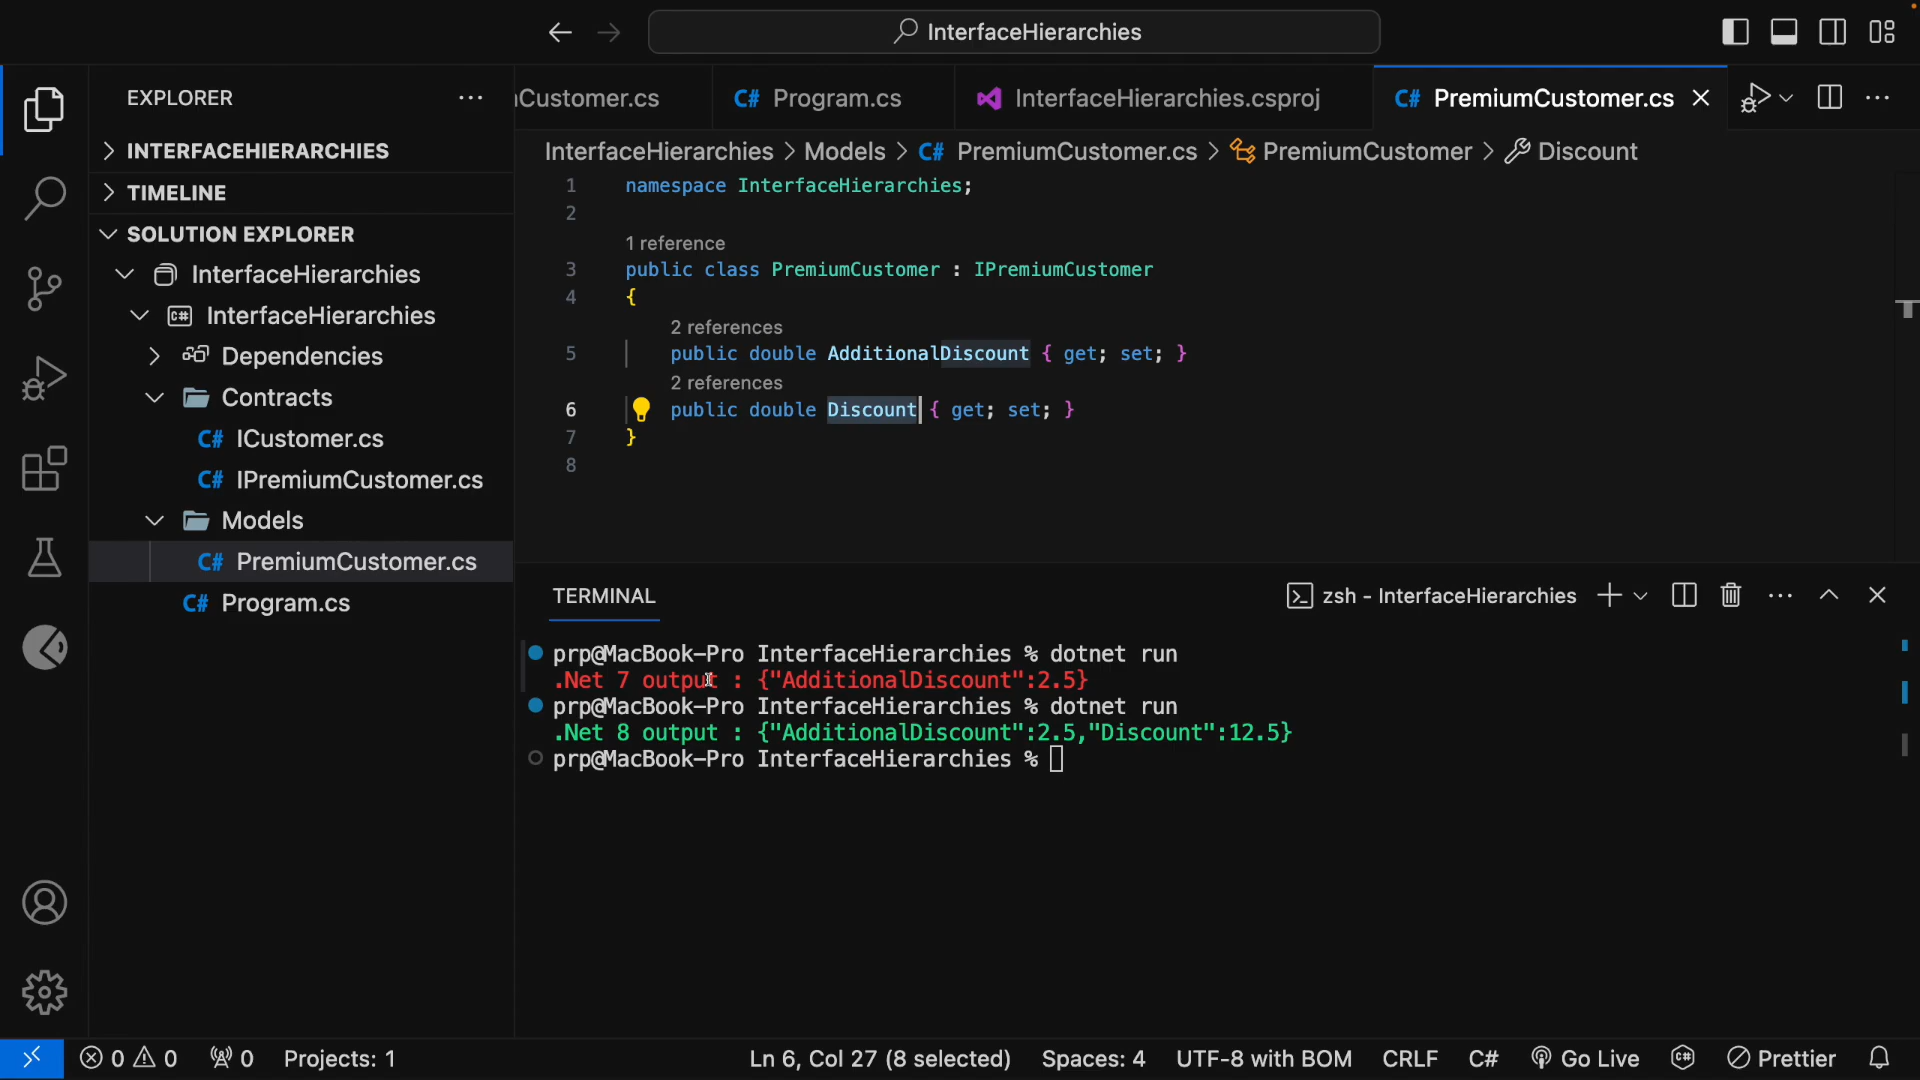 InterfaceHierarchies
EXPLORER
INTERFACEHIERARCHIES
TIMELINE
SOLUTION EXPLORER
InterfaceHierarchies
InterfaceHierarchies
Dependencies
Contracts
C# ICustomer.cs
C# IPremiumCustomer.cs
Models
C# PremiumCustomer.cs
C# Program.cs
Customer.cs
C# Program.cs
InterfaceHierarchies.csproj
C# PremiumCustomer.cs
InterfaceHierarchies > Models > C# PremiumCustomer.cs > PremiumCustomer > Discount
1 namespace InterfaceHierarchies;
2
1 reference
3 public class PremiumCustomer : IPremiumCustomer
4 {
2 references
5 public double AdditionalDiscount { get; set; }
2 references
6 public double Discount { get; set; }
7 }
8
TERMINAL
zsh - InterfaceHierarchies
prp@MacBook-Pro InterfaceHierarchies % dotnet run
.Net 7 output : {"AdditionalDiscount":2.5}
prp@MacBook-Pro InterfaceHierarchies % dotnet run
.Net 8 output : {"AdditionalDiscount":2.5,"Discount":12.5}
prp@MacBook-Pro InterfaceHierarchies %
0 0 0 Projects: 1 Ln 6, Col 27 (8 selected) Spaces: 4 UTF-8 with BOM CRLF C# Go Live Prettier